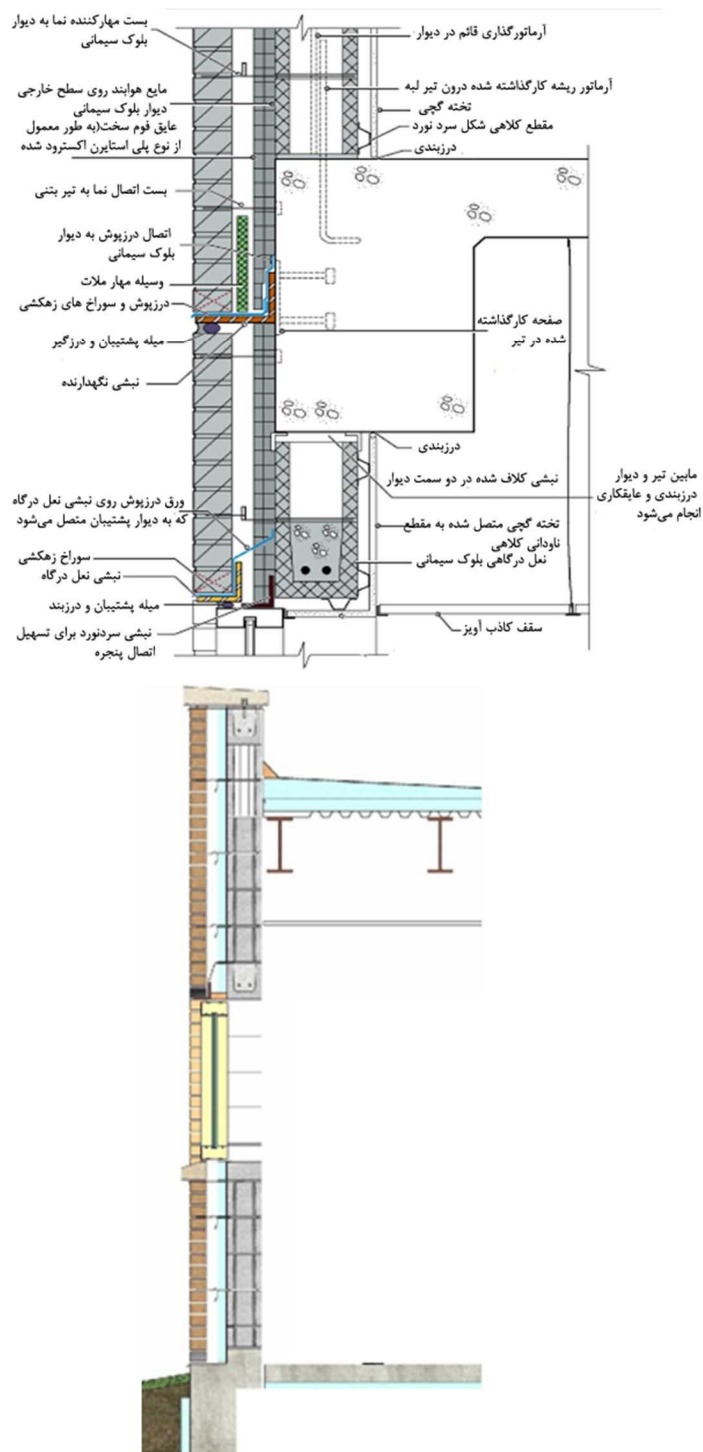 بست مهارکننده نما به دیوار
بلوک سیمانی
مایع هوابند روی سطح خارجی
دیوار بلوک سیمانی
عایق فوم سخت(به طور معمول
از نوع پلی استایرن اکسترود شده
بست اتصال نما به تیر بتنی
اتصال درزپوش به دیوار
بلوک سیمانی
وسیله مهار ملات
درزپوش و سوراخ های زهکشی
میله پشتیبان و درزگیر
نبشی نگهدارنده
ورق درزپوش روی نبشی نعل درگاه
که به دیوار پشتیبان متصل می‌شود
سوراخ زهکشی
نبشی نعل درگاه
میله پشتیبان و درزبند
نبشی سردنورد برای تسهیل
اتصال پنجره
آرماتورگذاری قائم در دیوار
آرماتور ریشه کارگذاشته شده درون تیر لبه
تخته گچی
مقطع کلاهی شکل سرد نورد
درزبندی
صفحه کارگذاشته
شده در تیر
درزبندی
نبشی کلاف شده در دو سمت دیوار
تخته گچی متصل شده به مقطع
ناودانی کلاهی
نعل درگاهی بلوک سیمانی
سقف کاذب آویز
مابین تیر و دیوار
درزبندی و عایقکاری
انجام می‌شود